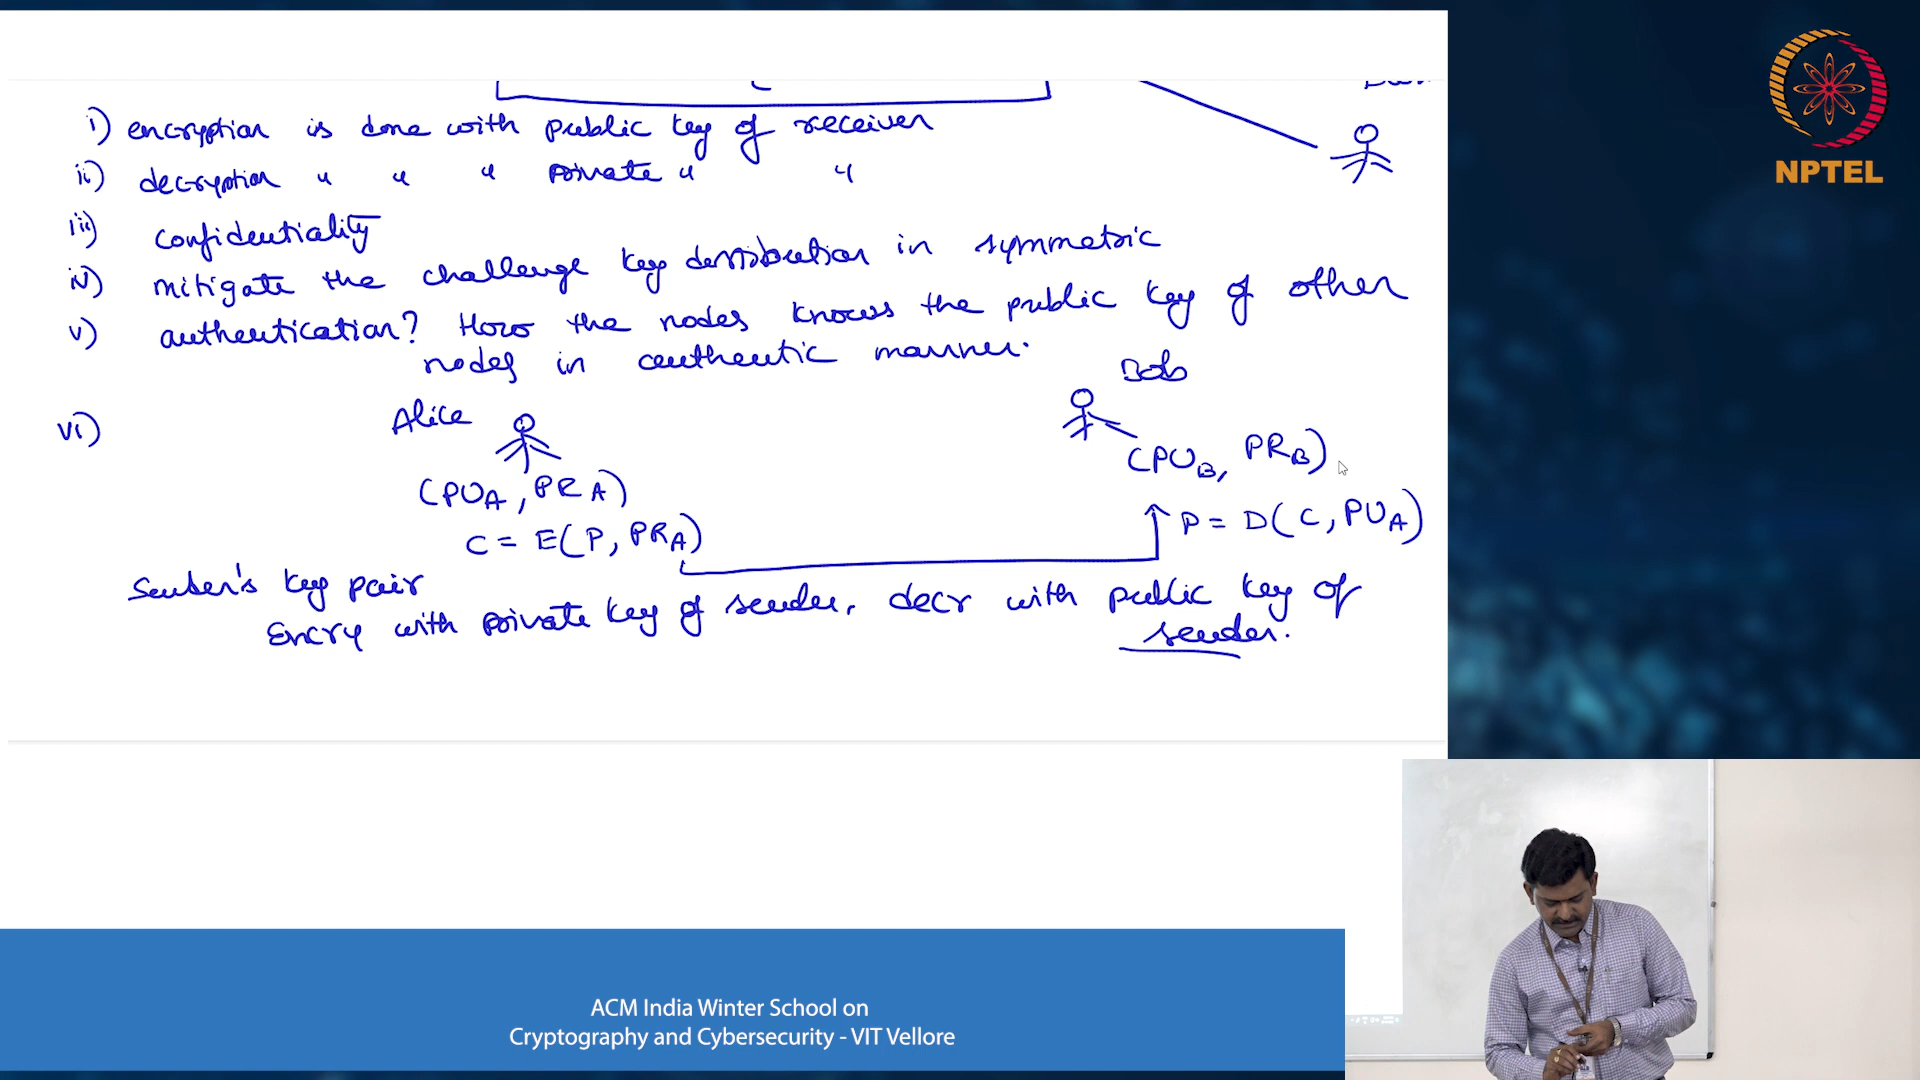 i) encryption is done with public key of receiver
ii) decryption " " " private " "
iii) confidentiality
iv) mitigate the challenge key distribution in symmetric
v) authentication? How the nodes knows the public key of other
nodes in authentic manner.
vi)
Alice
Bob
(PUA, PRA)
(PUB, PRB)
C = E(P, PRA)
P = D(C, PUA)
Sender's key pair
Encry with private key of sender, decr with public key of
sender.
NPTEL
ACM India Winter School on
Cryptography and Cybersecurity - VIT Vellore